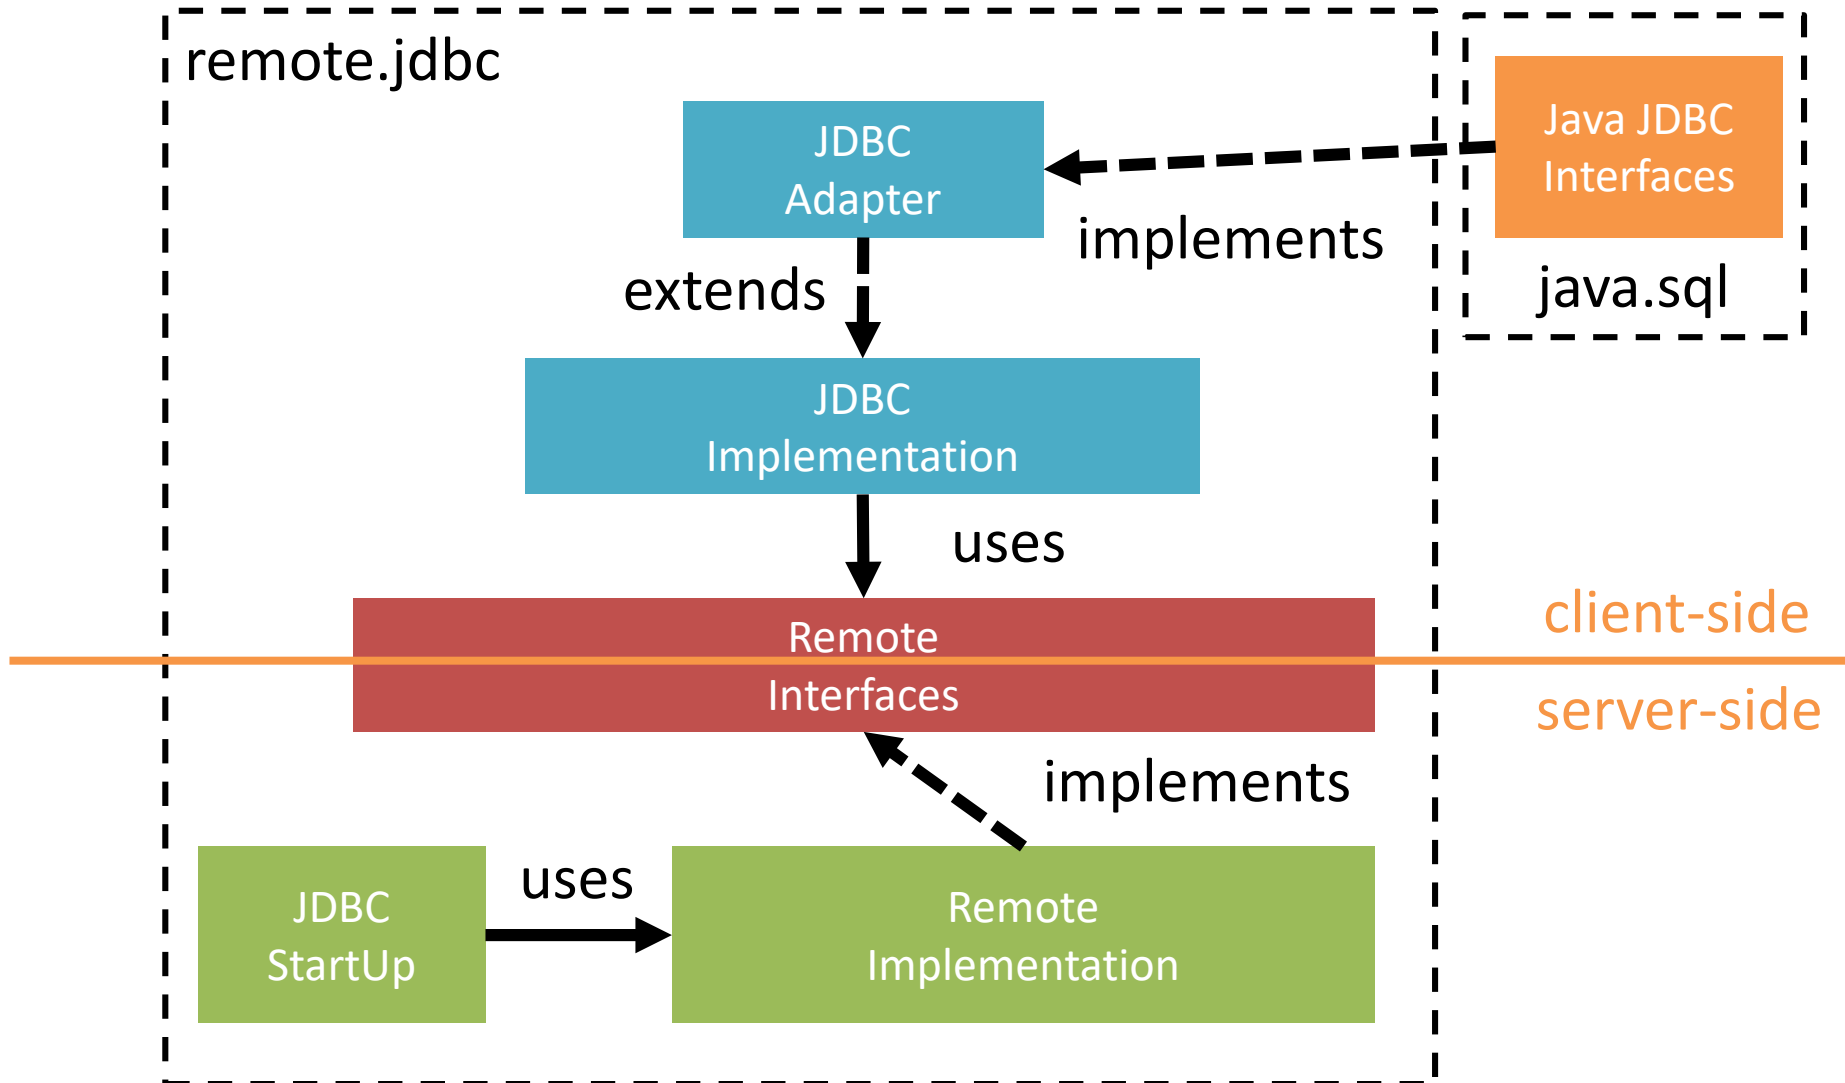 remote.jdbc
JDBC
Adapter
Java JDBC
Interfaces
implements
java.sql
extends
JDBC
Implementation
uses
client-side
Remote
Interfaces
server-side
implements
uses
JDBC
StartUp
Remote
Implementation